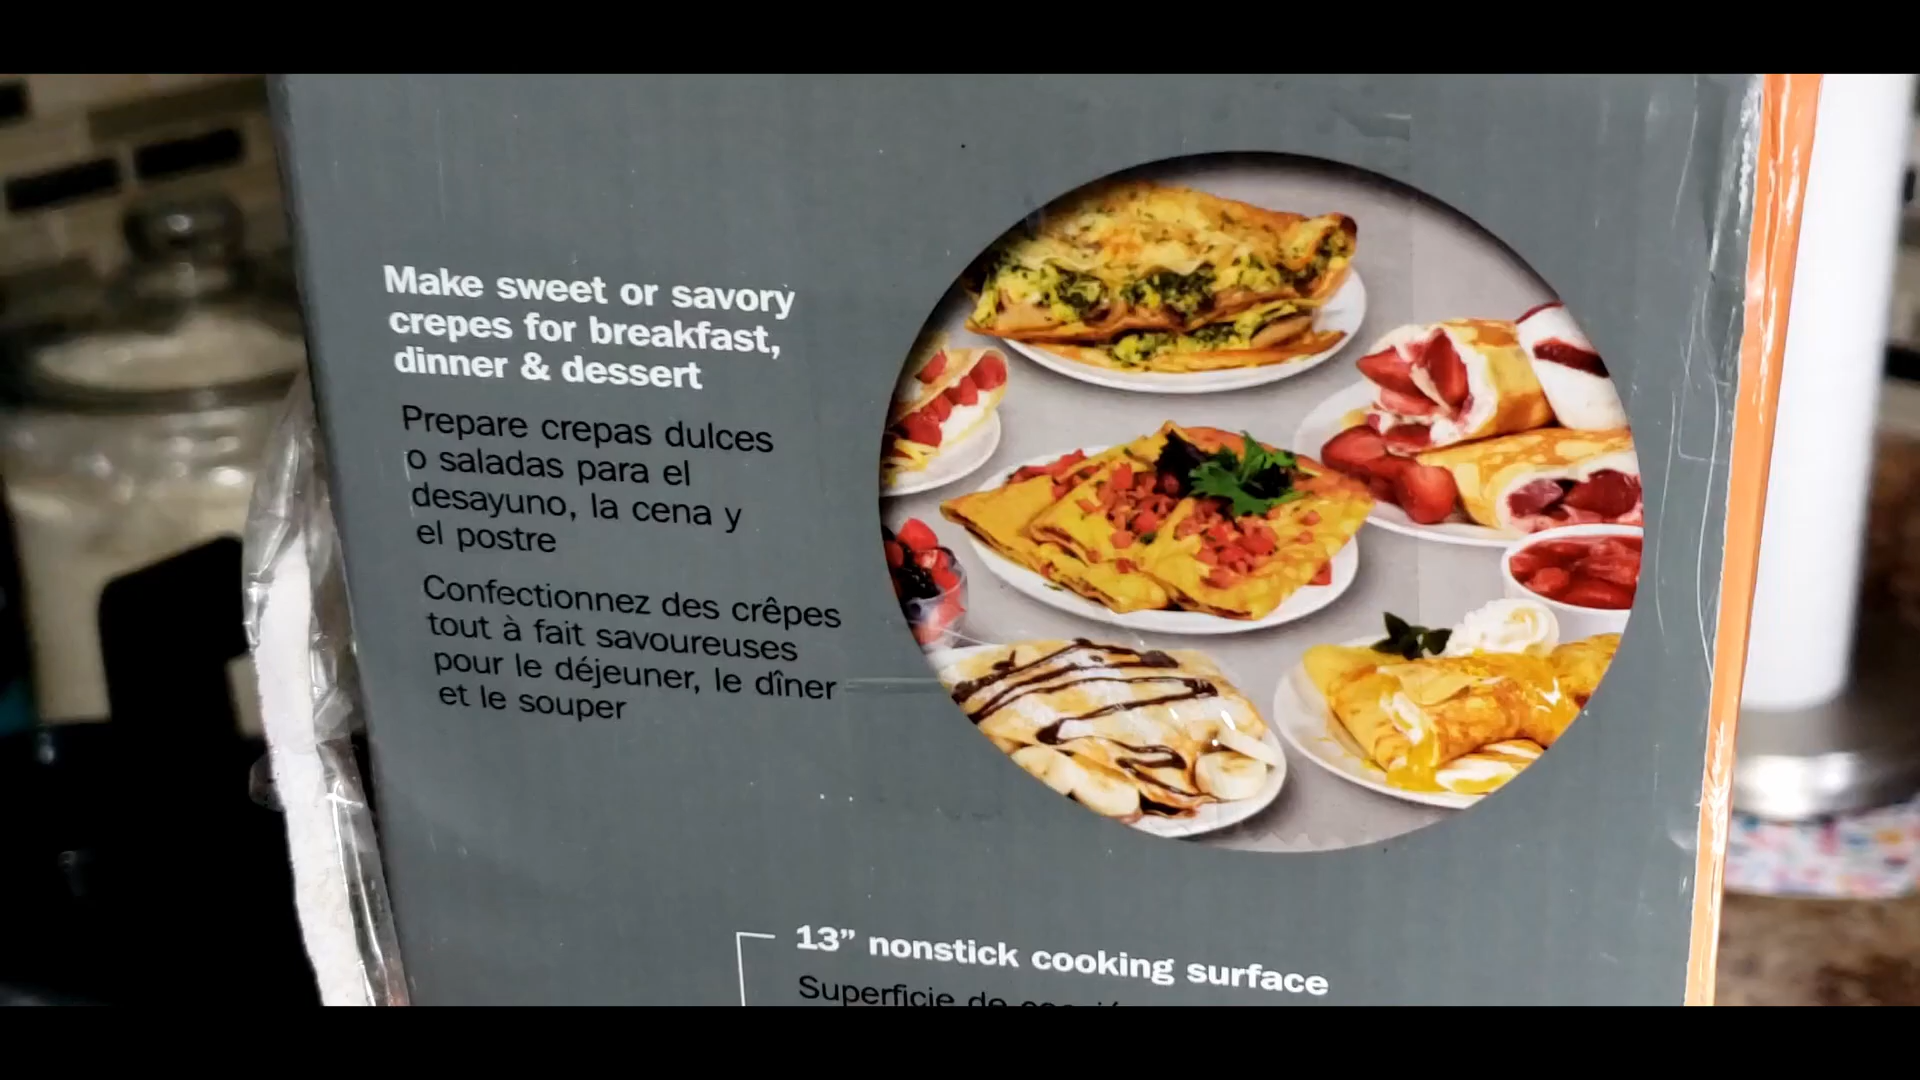 Make sweet or savory
crepes for breakfast,
dinner & dessert
Prepare crepas dulces
o saladas para el
desayuno, la cena y
el postre
Confectionnez des crêpes
tout à fait savoureuses
pour le déjeuner, le dîner
et le souper
13” nonstick cooking surface
Superficie de